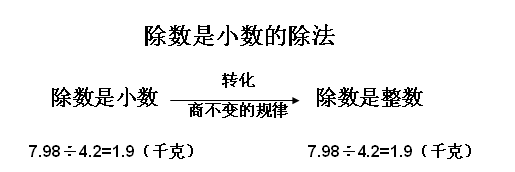 除数是小数的除法
转化
除数是小数 除数是整数
商不变的规律
7.98÷4.2=1.9（千克） 7.98÷4.2=1.9（千克）